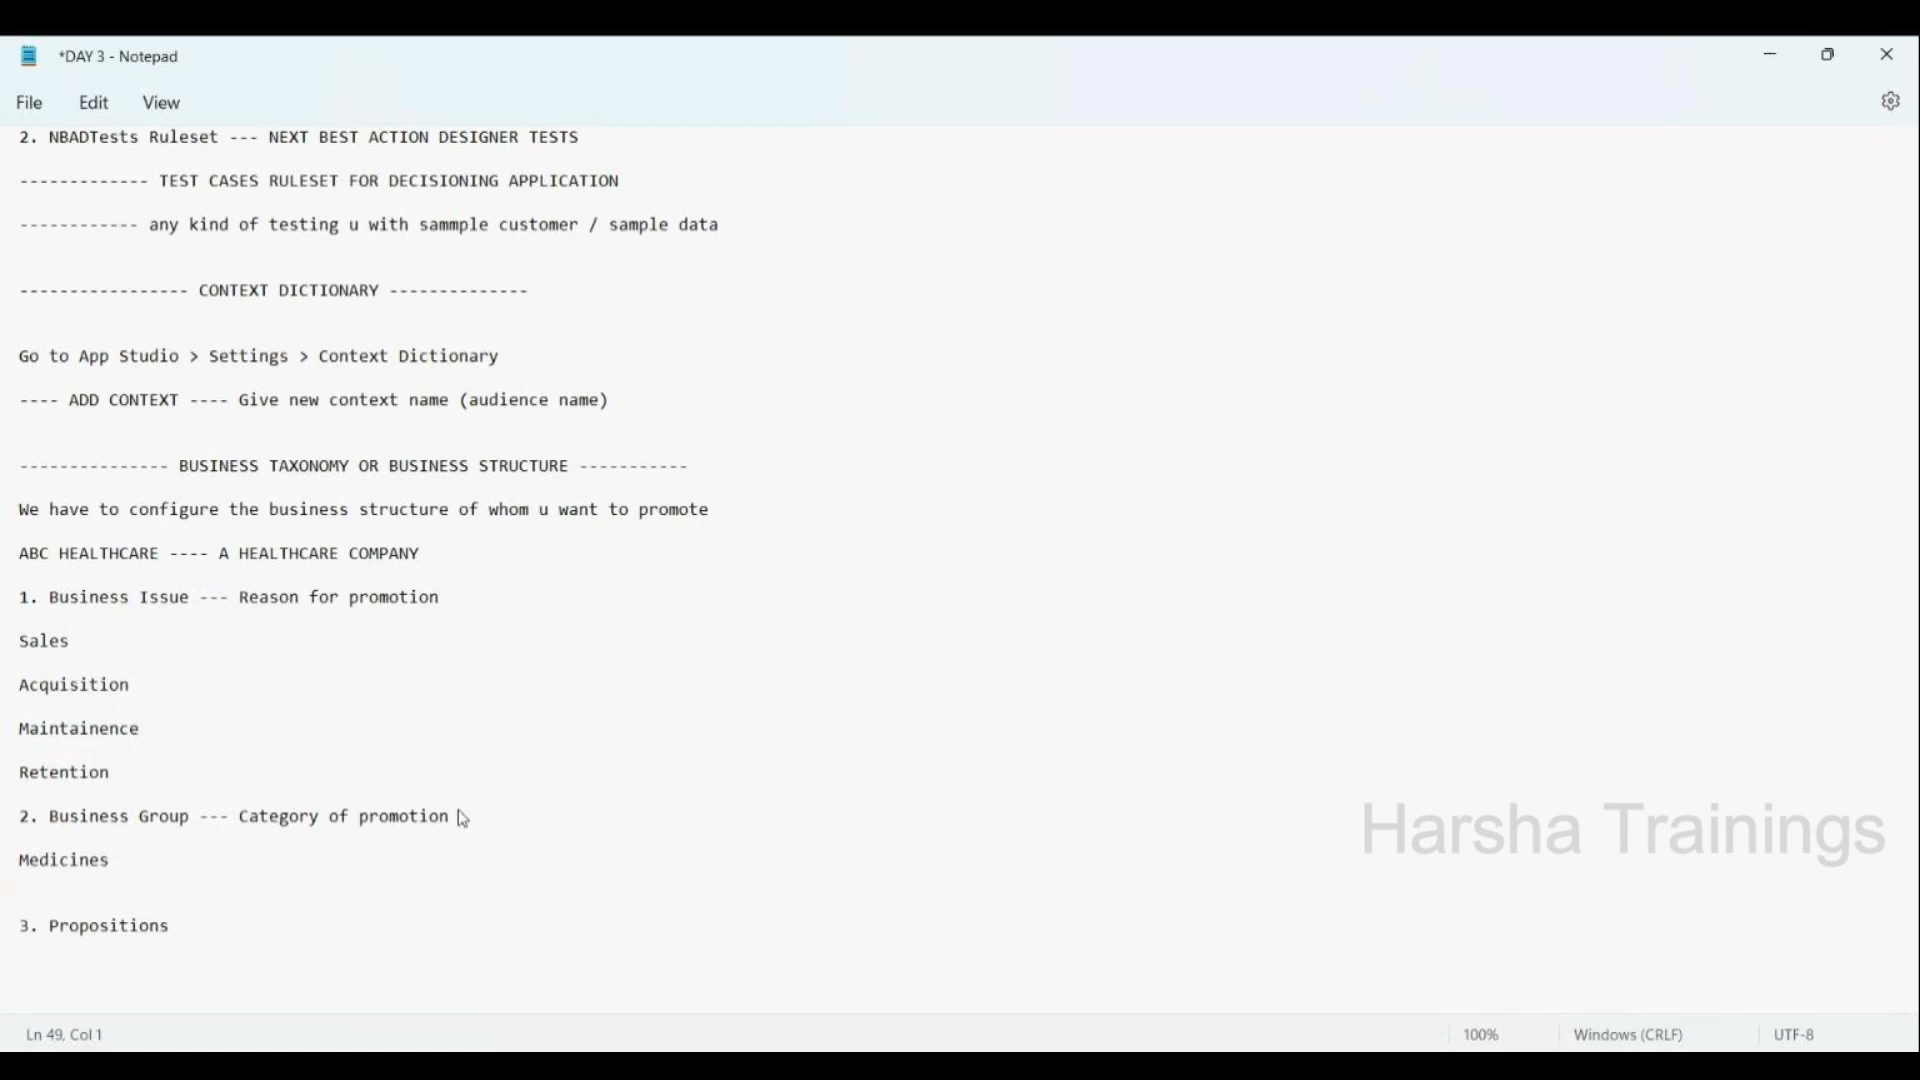 *DAY 3 - Notepad
File Edit View
2. NBADTests Ruleset --- NEXT BEST ACTION DESIGNER TESTS
------------- TEST CASES RULESET FOR DECISIONING APPLICATION
------------ any kind of testing u with sammple customer / sample data
----------------- CONTEXT DICTIONARY --------------
Go to App Studio > Settings > Context Dictionary
---- ADD CONTEXT ---- Give new context name (audience name)
--------------- BUSINESS TAXONOMY OR BUSINESS STRUCTURE -----------
We have to configure the business structure of whom u want to promote
ABC HEALTHCARE ---- A HEALTHCARE COMPANY
1. Business Issue --- Reason for promotion
Sales
Acquisition
Maintainence
Retention
2. Business Group --- Category of promotion
Medicines
3. Propositions
Harsha Trainings
Ln 49, Col 1 100% Windows (CRLF) UTF-8